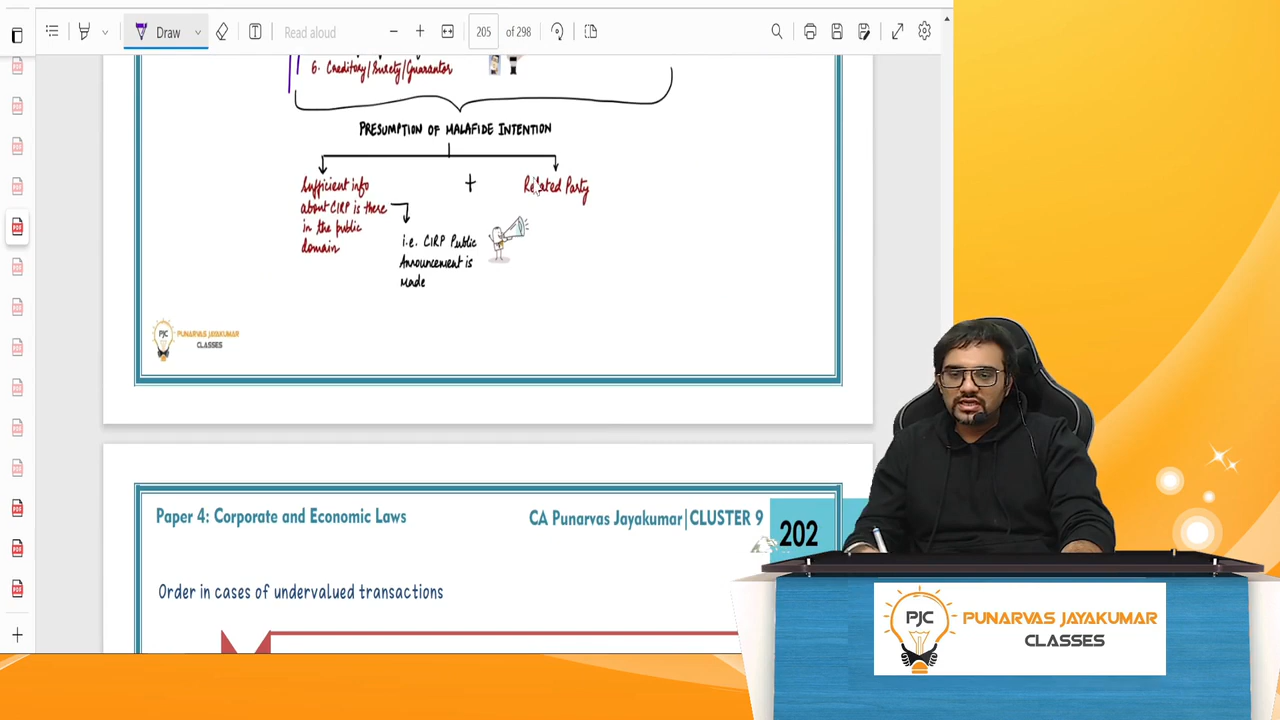 Draw
Read aloud
205 of 298
6. Creditory/Surety/Guarantor
PRESUMPTION OF MALAFIDE INTENTION
Sufficient info
about CIRP is there
in the public
domain
+
Related Party
i.e. CIRP Public
Announcement is
Made
PJC
PUNARVAS JAYAKUMAR
CLASSES
Paper 4: Corporate and Economic Laws
CA Punarvas Jayakumar|CLUSTER 9
202
Order in cases of undervalued transactions
PJC
PUNARVAS JAYAKUMAR
CLASSES